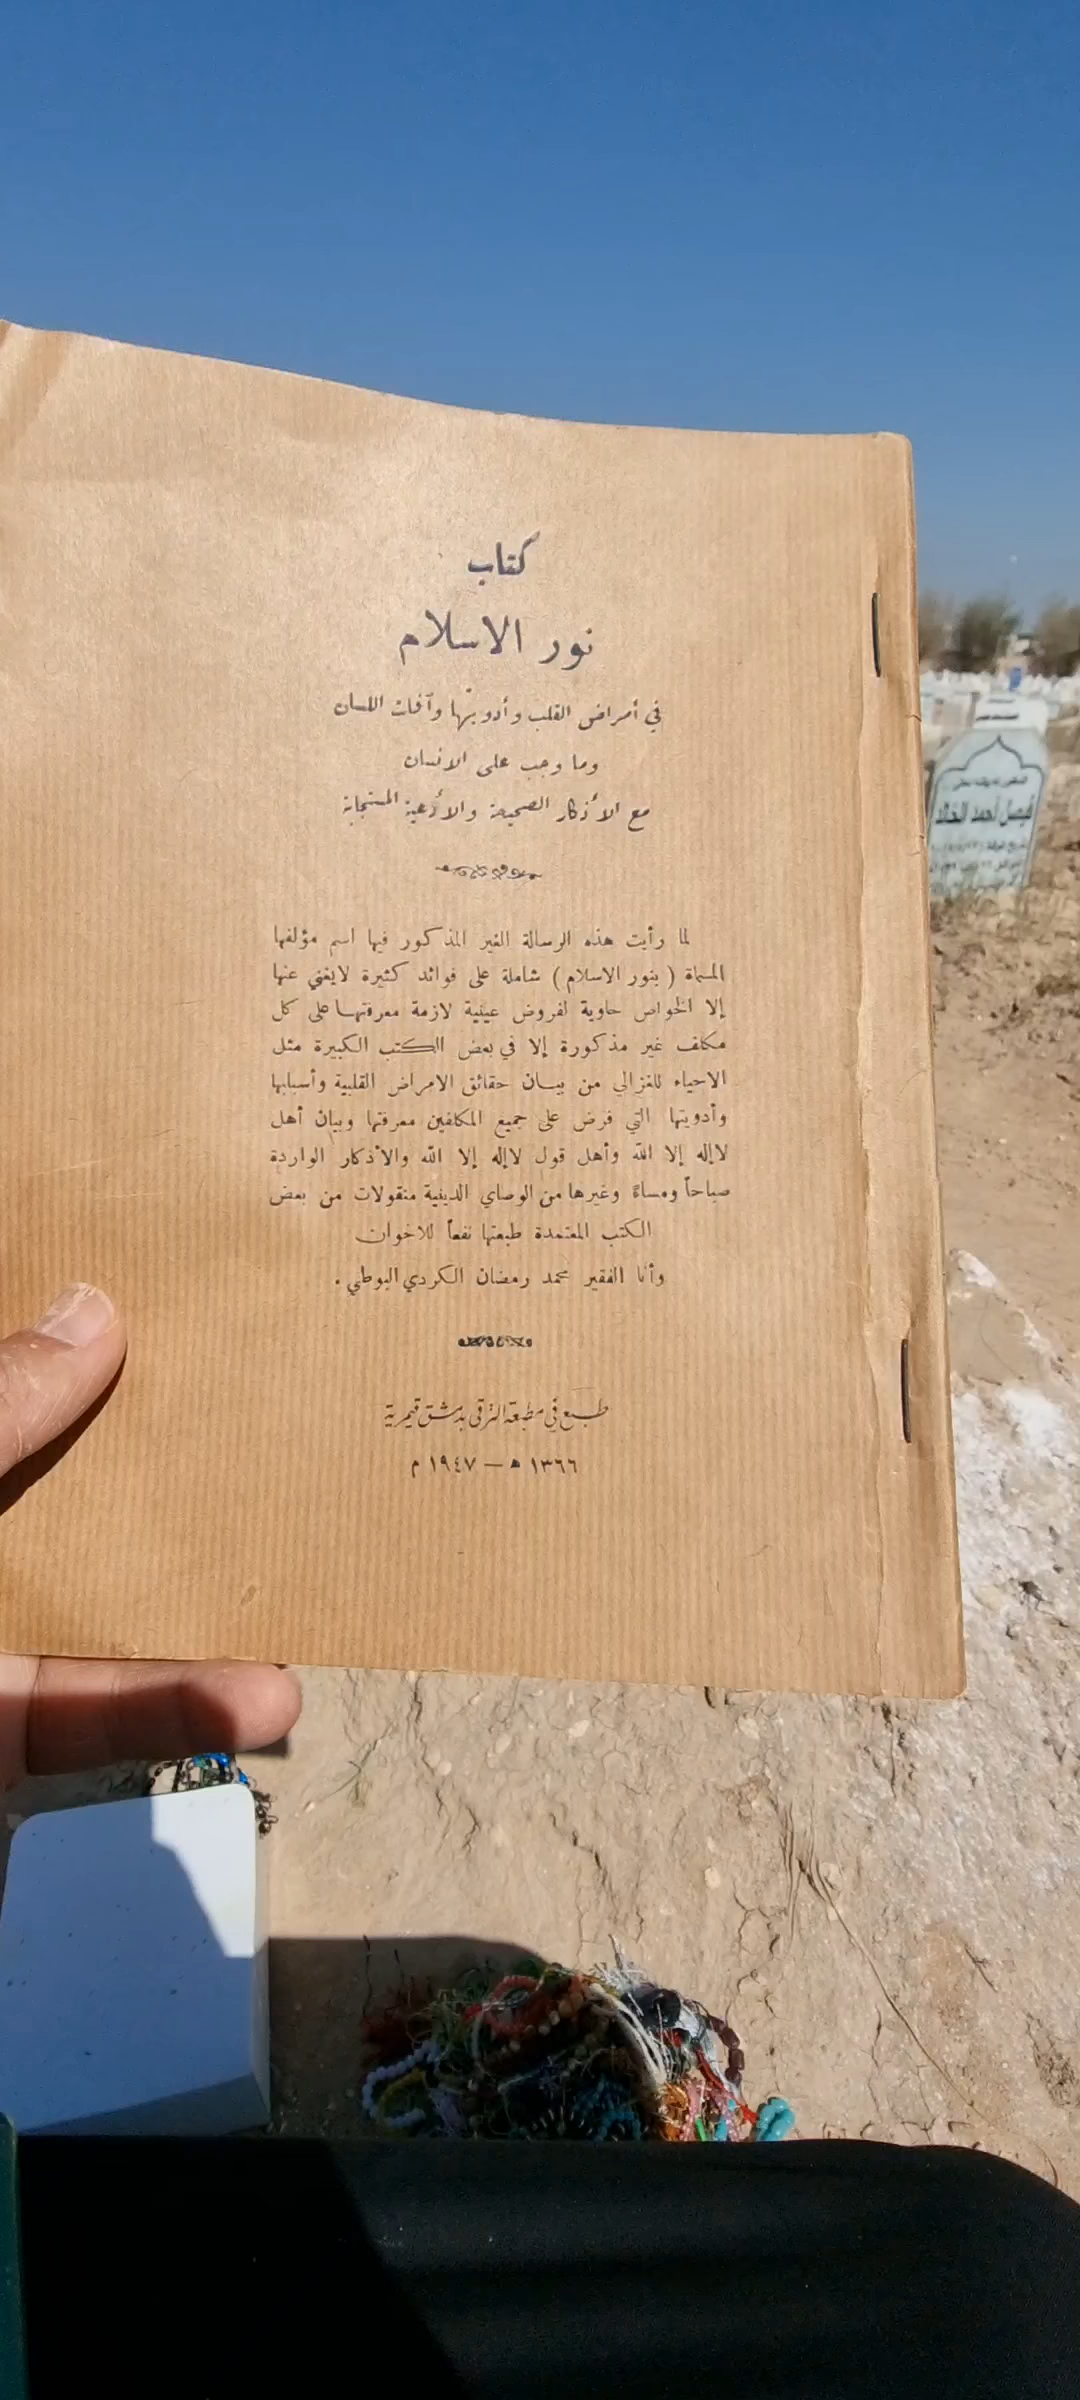 كتاب
نور الاسلام
في أمراض القلب وأدويتها وآفات اللسان
وما وجب على الانسان
مع الأذكار الصحيحة والأدعية المستجابة
لما رأيت هذه الرسالة الغير المذكور فيها اسم مؤلفها
المسماة ( بنور الاسلام ) شاملة على فوائد كثيرة لايغني عنها
إلا الخواص حاوية لفروض عينية لازمة معرفتها على كل
مكلف غير مذكورة إلا في بعض الكتب الكبيرة مثل
الاحياء للغزالي من بيان حقائق الامراض القلبية وأسبابها
وأدويتها التي فرض على جميع المكلفين معرفتها وبيان أهل
لاإله إلا الله وأهل قول لاإله إلا الله والأذكار الواردة
صباحاً ومساءً وغيرها من الوصاي الدينية منقولات من بعض
الكتب المعتمدة طبعتها نفعاً للاخوان
وأنا الفقير محمد رمضان الكردي البوطي .
طبع في مطبعة الترقي بدمشق قيمرية
١٣٦٦ هـ — ١٩٤٧ م
فيصل أحمد الخالد